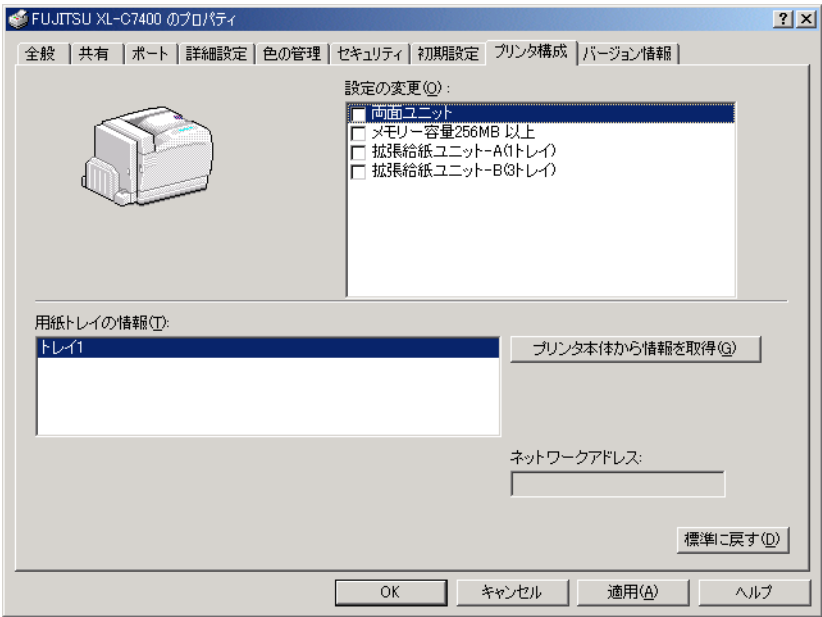 FUJITSU XL-C7400 のプロパティ
全般 共有 ポート 詳細設定 色の管理 セキュリティ 初期設定 プリンタ構成 バージョン情報
設定の変更(O) :
両面ユニット
メモリー容量256MB 以上
拡張給紙ユニット-A(1トレイ)
拡張給紙ユニット-B(3トレイ)
用紙トレイの情報(T):
トレイ1
プリンタ本体から情報を取得(G)
ネットワークアドレス:
標準に戻す(D)
OK キャンセル 適用(A) ヘルプ